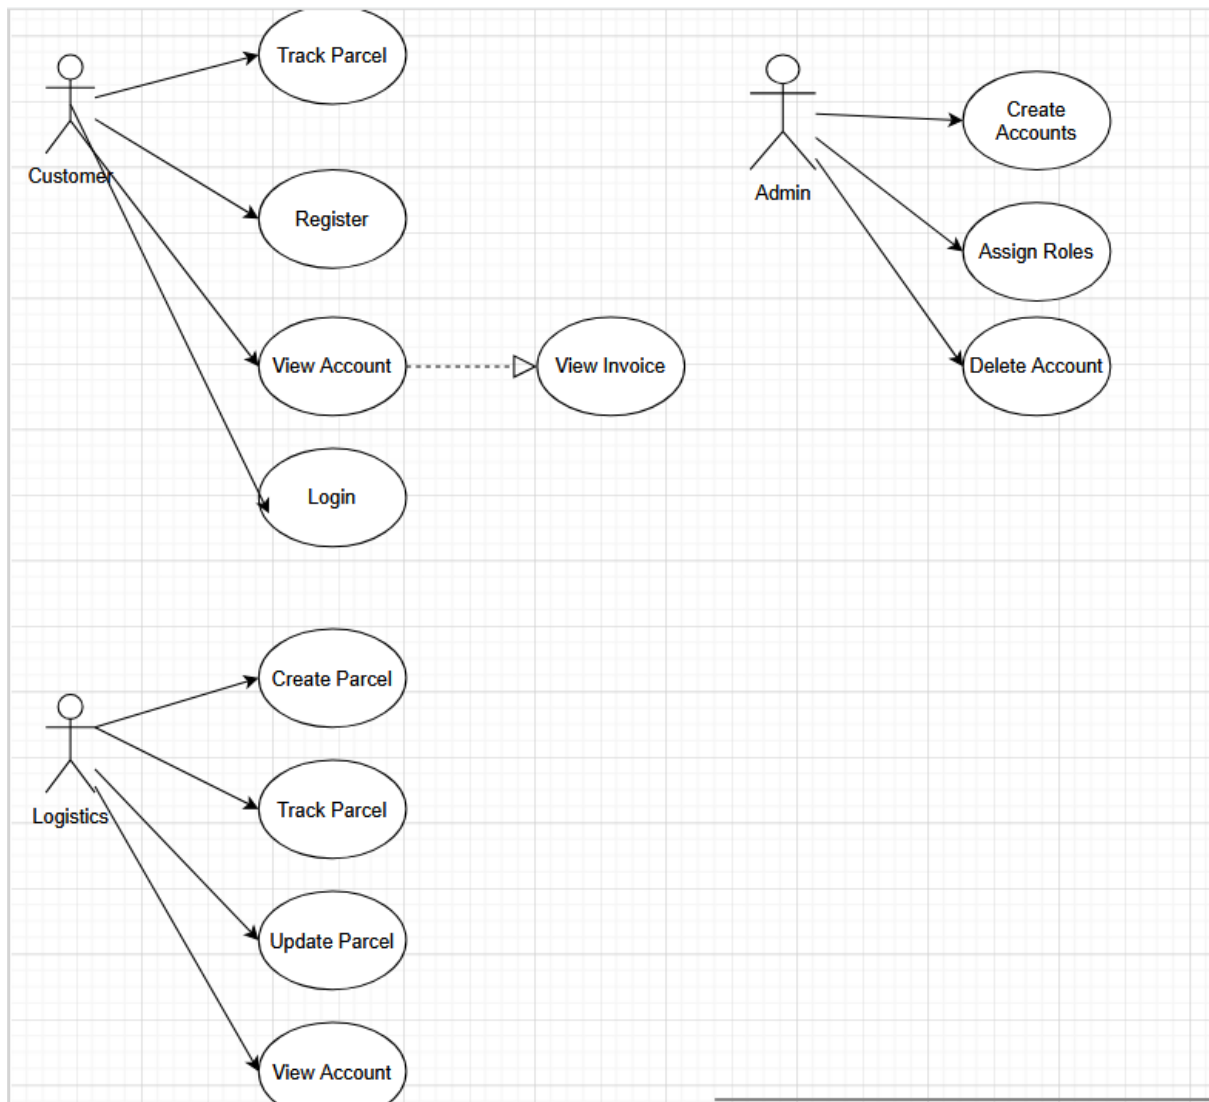 Track Parcel
Customer
Register
View Account
View Invoice
Login
Admin
Create
Accounts
Assign Roles
Delete Account
Create Parcel
Logistics
Track Parcel
Update Parcel
View Account